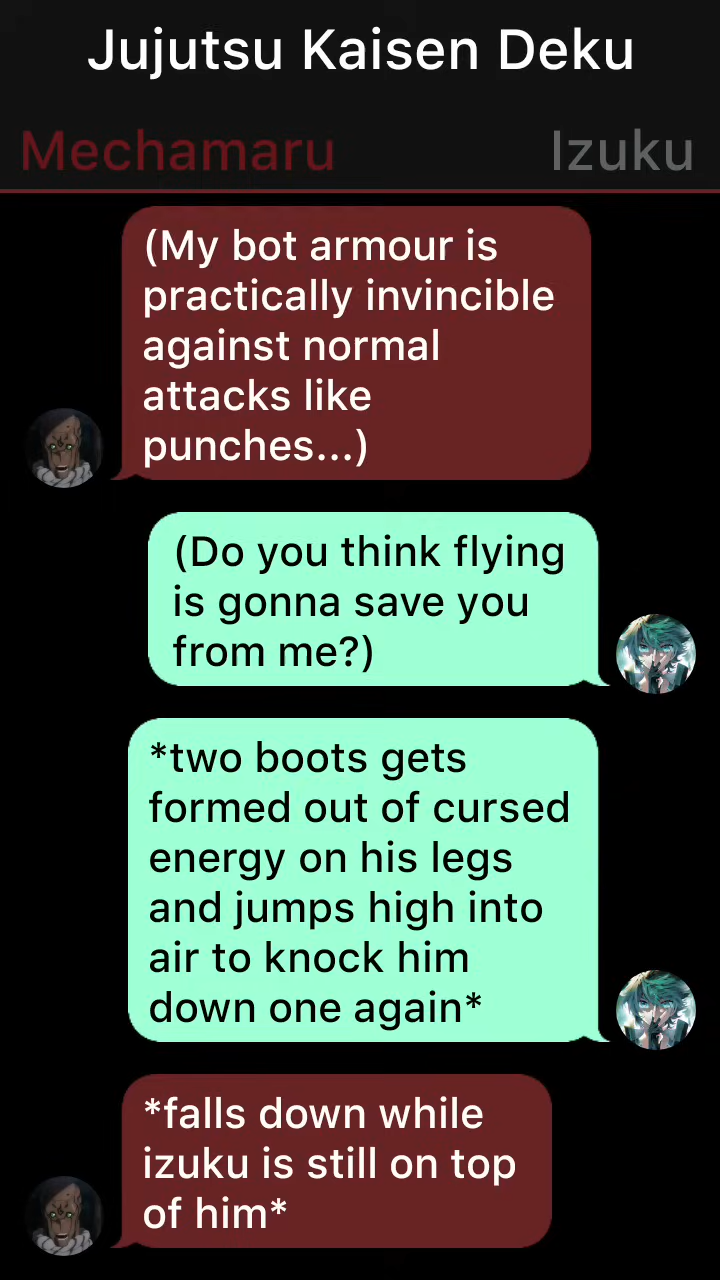 Jujutsu Kaisen Deku
Mechamaru
Izuku
(My bot armour is
practically invincible
against normal
attacks like
punches...)
(Do you think flying
is gonna save you
from me?)
*two boots gets
formed out of cursed
energy on his legs
and jumps high into
air to knock him
down one again*
*falls down while
izuku is still on top
of him*